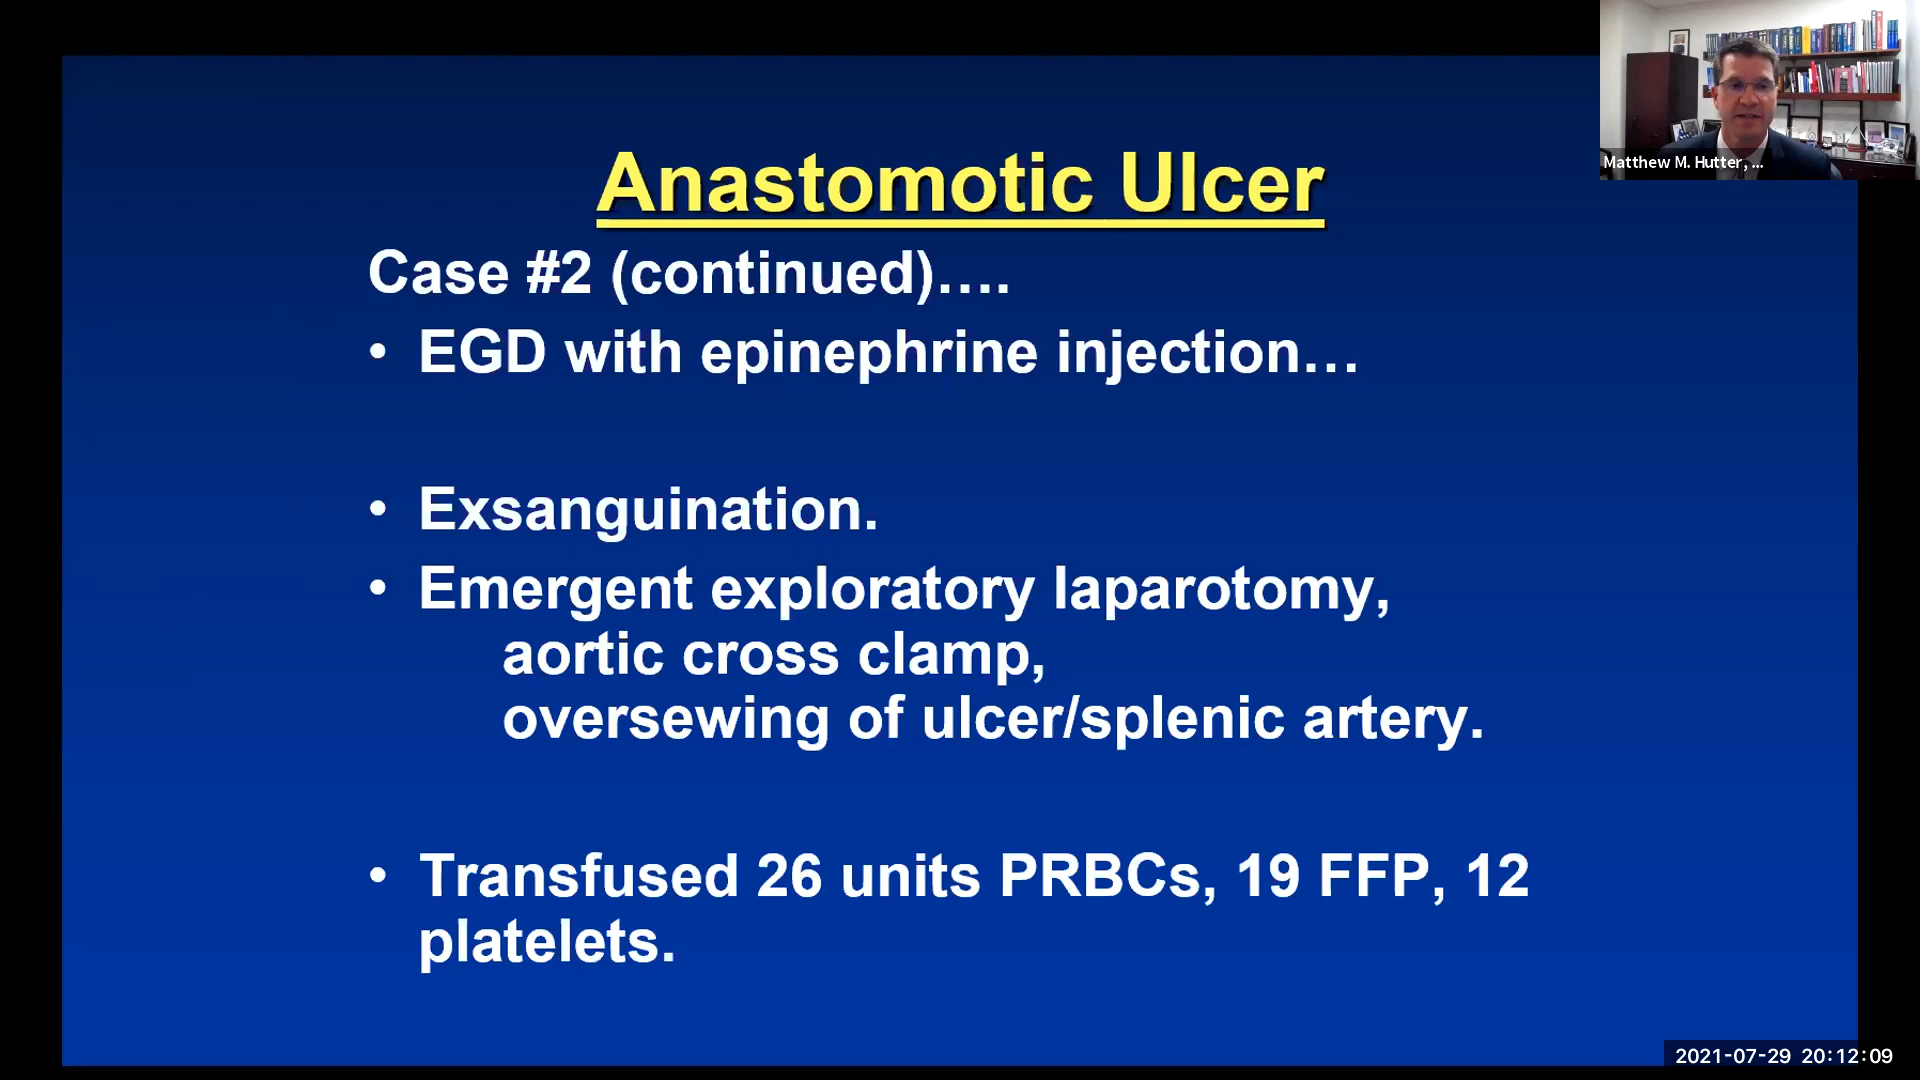 Matthew M. Hutter, ...
Anastomotic Ulcer
Case #2 (continued)….
• EGD with epinephrine injection…
• Exsanguination.
• Emergent exploratory laparotomy,
aortic cross clamp,
oversewing of ulcer/splenic artery.
• Transfused 26 units PRBCs, 19 FFP, 12
platelets.
2021-07-29 20:12:09